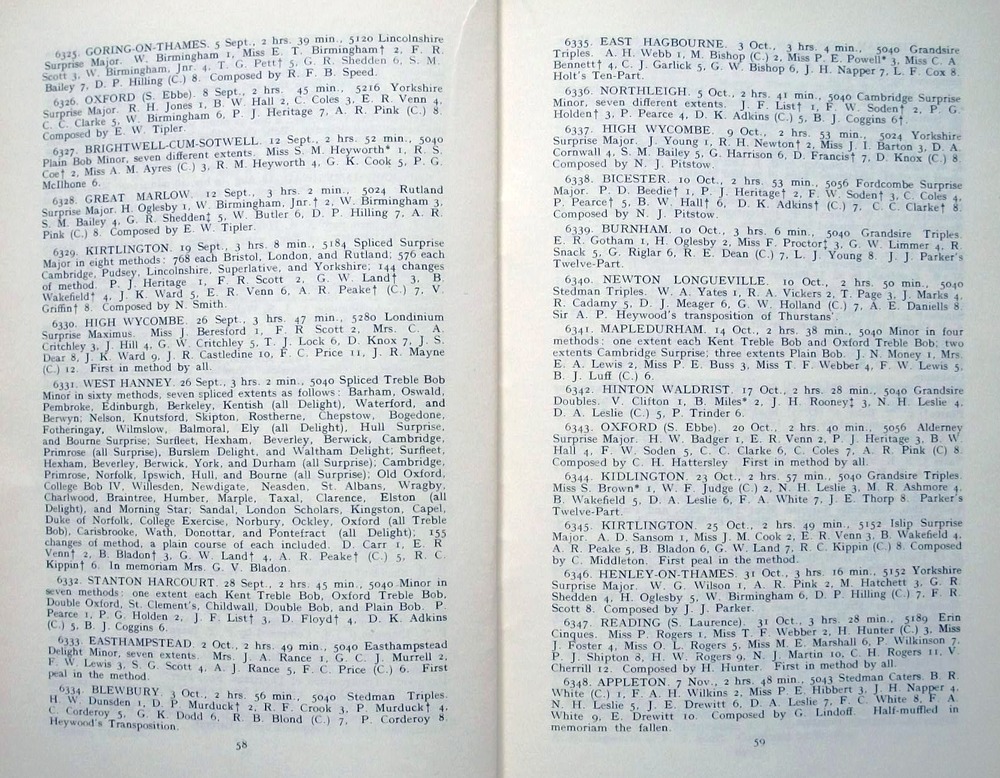 6325. GORING-ON-THAMES. 5 Sept., 2 hrs. 39 min., 5120 Lincolnshire
Surprise Major. W. Birmingham 1, Miss E. T. Birmingham† 2, F. R.
Scott 3, W. Birmingham, Jnr. 4, T. G. Pett† 5, G. R. Shedden 6, S. M.
Bailey 7, D. P. Hilling (C.) 8. Composed by R. F. B. Speed.
6326. OXFORD (S. Ebbe). 8 Sept., 2 hrs. 45 min., 5216 Yorkshire
Surprise Major. R. H. Jones 1, B. W. Hall 2, C. Coles 3, E. R. Venn 4,
C. C. Clarke 5, W. Birmingham 6, P. J. Heritage 7, A. R. Pink (C.) 8.
Composed by E. W. Tipler.
6327. BRIGHTWELL-CUM-SOTWELL. 12 Sept., 2 hrs. 52 min., 5040
Plain Bob Minor, seven different extents. Miss S. M. Heyworth* 1, R. S.
Coe† 2, Miss A. M. Ayres (C.) 3, R. M. Heyworth 4, G. K. Cook 5, P. G.
McIlhone 6.
6328. GREAT MARLOW. 12 Sept., 3 hrs. 2 min., 5024 Rutland
Surprise Major. H. Oglesby 1, W. Birmingham, Jnr.† 2, W. Birmingham 3,
S. M. Bailey 4, G. R. Shedden‡ 5, W. Butler 6, D. P. Hilling 7, A. R.
Pink (C.) 8. Composed by E. W. Tipler.
6329. KIRTLINGTON. 19 Sept., 3 hrs. 8 min., 5184 Spliced Surprise
Major in eight methods: 768 each Bristol, London, and Rutland; 576 each
Cambridge, Pudsey, Lincolnshire, Superlative, and Yorkshire; 144 changes
of method. P. J. Heritage 1, F. R. Scott 2, G. W. Land† 3, B.
Wakefield† 4, J. K. Ward 5, E. R. Venn 6, A. R. Peake† (C.) 7, V.
Griffin† 8. Composed by N. Smith.
6330. HIGH WYCOMBE. 26 Sept., 3 hrs. 47 min., 5280 Londinium
Surprise Maximus. Miss J. Beresford 1, F. R Scott 2, Mrs. C. A.
Critchley 3, J. Hill 4, G. W. Critchley 5, T. J. Lock 6, D. Knox 7, J. S.
Dear 8, J. K. Ward 9, J. R. Castledine 10, F. C. Price 11, J. R. Mayne
(C.) 12. First in method by all.
6331. WEST HANNEY. 26 Sept., 3 hrs. 2 min., 5040 Spliced Treble Bob
Minor in sixty methods, seven spliced extents as follows: Barham, Oswald,
Pembroke, Edinburgh, Berkeley, Kentish (all Delight), Waterford, and
Berwyn; Nelson, Knutsford, Skipton, Rostherne, Chepstow, Bogedone,
Fotheringay, Wilmslow, Balmoral, Ely (all Delight), Hull Surprise,
and Bourne Surprise; Surfleet, Hexham, Beverley, Berwick, Cambridge,
Primrose (all Surprise), Burslem Delight, and Waltham Delight; Surfleet,
Hexham, Beverley, Berwick, York, and Durham (all Surprise); Cambridge,
Primrose, Norfolk, Ipswich, Hull, and Bourne (all Surprise); Old Oxford,
College Bob IV, Willesden, Newdigate, Neasden, St. Albans, Wragby,
Charlwood, Braintree, Humber, Marple, Taxal, Clarence, Elston (all
Delight), and Morning Star; Sandal, London Scholars, Kingston, Capel,
Duke of Norfolk, College Exercise, Norbury, Ockley, Oxford (all Treble
Bob), Carisbrooke, Wath, Donottar, and Pontefract (all Delight); 155
changes of method, a plain course of each included. D. Carr 1, E. R
Venn† 2, B. Bladon† 3, G. W. Land† 4, A. R. Peake† (C.) 5, R. C.
Kippin† 6. In memoriam Mrs. G. V. Bladon.
6332. STANTON HARCOURT. 28 Sept., 2 hrs. 45 min., 5040 Minor in
seven methods: one extent each Kent Treble Bob, Oxford Treble Bob,
Double Oxford, St. Clement's, Childwall, Double Bob, and Plain Bob. P.
Pearce 1, P. G. Holden 2, J. F. List† 3, D. Floyd† 4, D. K. Adkins
(C.) 5, B. J. Coggins 6.
6333. EASTHAMPSTEAD. 2 Oct., 2 hrs. 49 min., 5040 Easthampstead
Delight Minor, seven extents. Mrs. J. A. Rance 1, G. C. J. Murrell 2,
F. W. Lewis 3, S. G. Scott 4, A. J. Rance 5, F. C. Price (C.) 6. First
peal in the method.
6334. BLEWBURY. 3 Oct., 2 hrs. 56 min., 5040 Stedman Triples.
H. W. Dunsden 1, D. P. Murduck† 2, R. F. Crook 3, P. Murduck† 4,
C. Corderoy 5, G. K. Dodd 6, R. B. Blond (C.) 7, P. Corderoy 8.
Heywood's Transposition.
58
6335. EAST HAGBOURNE. 3 Oct., 3 hrs. 4 min., 5040 Grandsire
Triples. A. H. Webb 1, M. Bishop (C.) 2, Miss P. E. Powell* 3, Miss C. A.
Bennett† 4, C. J. Garlick 5, G. W. Bishop 6, J. H. Napper 7, L. F. Cox 8.
Holt's Ten-Part.
6336. NORTHLEIGH. 5 Oct., 2 hrs. 41 min., 5040 Cambridge Surprise
Minor, seven different extents. J. F. List† 1, F. W. Soden† 2, P. G.
Holden† 3, P. Pearce 4, D. K. Adkins (C.) 5, B. J. Coggins 6†.
6337. HIGH WYCOMBE. 9 Oct., 2 hrs. 53 min., 5024 Yorkshire
Surprise Major. J. Young 1, R. H. Newton† 2, Miss J. I. Barton 3, D. A.
Cornwall 4, S. M. Bailey 5, G. Harrison 6, D. Francis† 7, D. Knox (C.) 8.
Composed by N. J. Pitstow.
6338. BICESTER. 10 Oct., 2 hrs. 53 min., 5056 Fordcombe Surprise
Major. P. D. Beedie† 1, P. J. Heritage† 2, F. W. Soden† 3, C. Coles 4,
P. Pearce† 5, B. W. Hall† 6, D. K. Adkins† (C.) 7, C. C. Clarke† 8.
Composed by N. J. Pitstow.
6339. BURNHAM. 10 Oct., 3 hrs. 6 min., 5040 Grandsire Triples.
E. R. Gotham 1, H. Oglesby 2, Miss F. Proctor‡ 3, G. W. Limmer 4, R.
Snack 5, G. Riglar 6, R. E. Dean (C.) 7, L. J. Young 8. J. J. Parker's
Twelve-Part.
6340. NEWTON LONGUEVILLE. 10 Oct., 2 hrs. 50 min., 5040
Stedman Triples. W. A. Yates 1, R. A. Vickers 2, T. Page 3, J. Marks 4,
R. Cadamy 5, D. J. Meager 6, G. W. Holland (C.) 7, A. E. Daniells 8.
Sir A. P. Heywood's transposition of Thurstans'.
6341. MAPLEDURHAM. 14 Oct., 2 hrs. 38 min., 5040 Minor in four
methods: one extent each Kent Treble Bob and Oxford Treble Bob; two
extents Cambridge Surprise; three extents Plain Bob. J. N. Money 1, Mrs.
E. A. Lewis 2, Miss P. E. Buss 3, Miss T. F. Webber 4, F. W. Lewis 5,
B. J. Luff (C.) 6.
6342. HINTON WALDRIST. 17 Oct., 2 hrs. 28 min., 5040 Grandsire
Doubles. V. Clifton 1, B. Miles* 2, J. H. Rooney‡ 3, N. H. Leslie 4,
D. A. Leslie (C.) 5, P. Trinder 6.
6343. OXFORD (S. Ebbe). 20 Oct., 2 hrs. 40 min., 5056 Alderney
Surprise Major. H. W. Badger 1, E. R. Venn 2, P. J. Heritage 3, B. W.
Hall 4, F. W. Soden 5, C. C. Clarke 6, C. Coles 7, A. R. Pink (C) 8.
Composed by C. H. Hattersley First in method by all.
6344. KIDLINGTON. 23 Oct., 2 hrs. 57 min., 5040 Grandsire Triples.
Miss S. Brown* 1, W. F. Judge (C.) 2, N. H. Leslie 3, M. R. Ashmore 4,
B. Wakefield 5, D. A. Leslie 6, F. A. White 7, J. E. Thorp 8. Parker's
Twelve-Part.
6345. KIRTLINGTON. 25 Oct., 2 hrs. 49 min., 5152 Islip Surprise
Major. A. D. Sansom 1, Miss J. M. Cook 2, E. R. Venn 3, B. Wakefield 4,
A. R. Peake 5, B. Bladon 6, G. W. Land 7, R. C. Kippin (C.) 8. Composed
by C. Middleton. First peal in the method.
6346. HENLEY-ON-THAMES. 31 Oct., 3 hrs. 16 min., 5152 Yorkshire
Surprise Major. W. G. Wilson 1, A. R. Pink 2, M. Hatchett 3, G. R.
Shedden 4, H. Oglesby 5, W. Birmingham 6, D. P. Hilling (C.) 7, F. R.
Scott 8. Composed by J. J. Parker.
6347. READING (S. Laurence). 31 Oct., 3 hrs. 28 min., 5189 Erin
Cinques. Miss P. Rogers 1, Miss T. F. Webber 2, H. Hunter (C.) 3, Miss
J. Foster 4, Miss O. L. Rogers 5, Miss M. E. Marshall 6, P. Wilkinson 7,
P. J. Shipton 8, H. W. Rogers 9, N. J. Martin 10, C. H. Rogers 11, V.
Cherrill 12. Composed by H. Hunter. First in method by all.
6348. APPLETON. 7 Nov., 2 hrs. 48 min., 5043 Stedman Caters. B. R.
White (C.) 1, F. A. H. Wilkins 2, Miss P. E. Hibbert 3, J. H. Napper 4,
N. H. Leslie 5, J. E. Drewitt 6, D. A. Leslie 7, F. C. White 8, F. A.
White 9, E. Drewitt 10. Composed by G. Lindoff. Half-muffled in
memoriam the fallen.
59